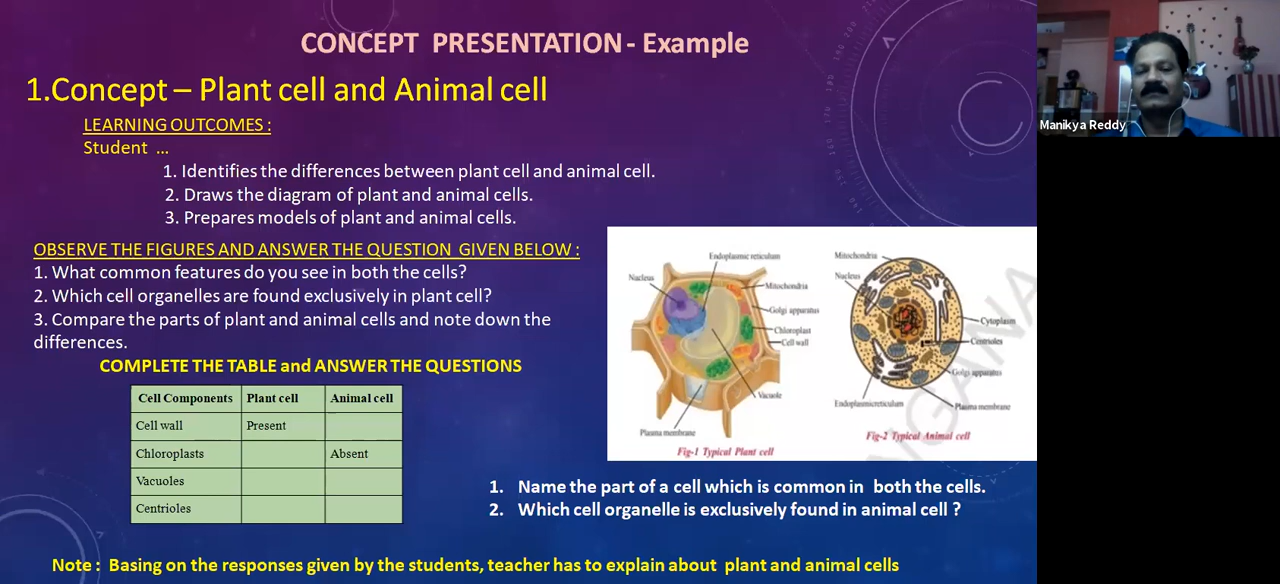 CONCEPT PRESENTATION - Example
1.Concept – Plant cell and Animal cell
LEARNING OUTCOMES :
Student ...
1. Identifies the differences between plant cell and animal cell.
2. Draws the diagram of plant and animal cells.
3. Prepares models of plant and animal cells.
OBSERVE THE FIGURES AND ANSWER THE QUESTION GIVEN BELOW :
1. What common features do you see in both the cells?
2. Which cell organelles are found exclusively in plant cell?
3. Compare the parts of plant and animal cells and note down the
differences.
COMPLETE THE TABLE and ANSWER THE QUESTIONS
Cell Components Plant cell Animal cell
Cell wall Present
Chloroplasts Absent
Vacuoles
Centrioles
Endoplasmic reticulum
Nucleus
Mitochondria
Golgi apparatus
Chloroplast
Cell wall
Vacuole
Plasma membrane
Fig-1 Typical Plant cell
Mitochondria
Nucleus
Cytoplasm
Centrioles
Golgi apparatus
Endoplasmicreticulum
Plasma membrane
Fig-2 Typical Animal cell
NGANA
1. Name the part of a cell which is common in both the cells.
2. Which cell organelle is exclusively found in animal cell ?
Note : Basing on the responses given by the students, teacher has to explain about plant and animal cells
Manikya Reddy